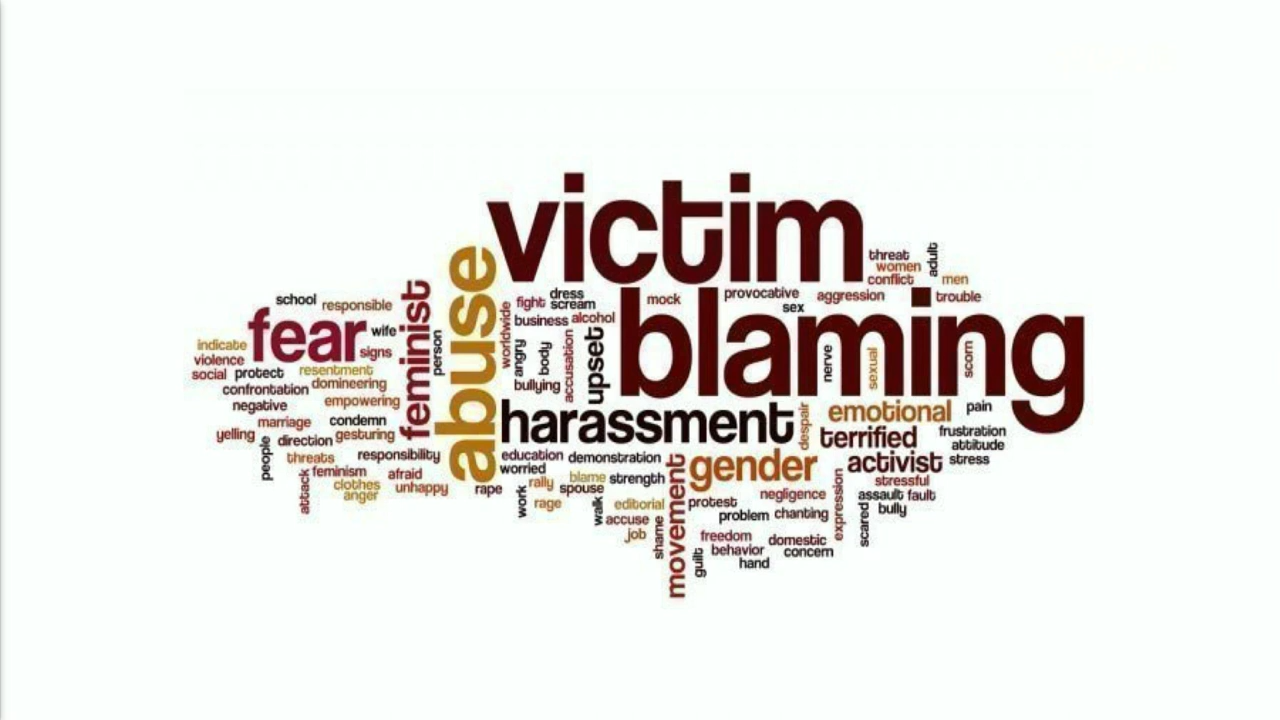 victim
blaming
threat
women
conflict
adult
men
trouble
dress
fight scream
mock
provocative
sex
aggression
school
responsible
fear
wife
signs
feminist
person
abuse
worldwide
business alcohol
angry
body
accusation
upset
bullying
nerve
sexual
scorn
indicate
violence
social protect
resentment
confrontation domineering
negative
empowering
marriage condemn
yelling
people
direction gesturing
threats
responsibility
attack
feminism
afraid
clothes
anger
unhappy
rape
harassment
despair
emotional
pain
terrified
frustration
attitude
stress
education demonstration
worried
gender
activist
stressful
work
rally
blame
spouse
strength
rage
walk
editorial
accuse
job
shame
movement
protest
negligence
problem chanting
expression
assault fault
bully
scared
freedom
behavior
guilt
hand
domestic
concern